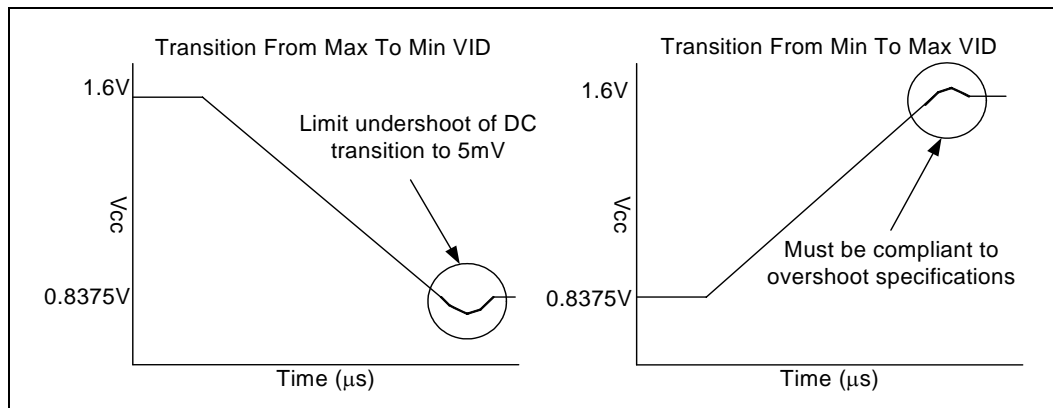 Transition From Max To Min VID
1.6V
Limit undershoot of DC
transition to 5mV
Vcc
0.8375V
Time (μs)
Transition From Min To Max VID
1.6V
Vcc
Must be compliant to
overshoot specifications
0.8375V
Time (μs)